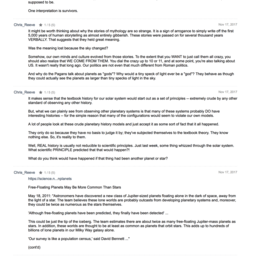 supposed to be.
One interpretation is survivors.
Chris_Reeve
Nov 17, 2017
It might be worth thinking about why the stories of mythology are so strange. It is a sign of arrogance to simply write off the first
5,000 years of human storytelling as almost entirely gibberish. These stories were passed on for several thousand years
VERBALLY. That suggests that they held great meaning.
Was the meaning lost because the sky changed?
Somehow, our own minds and culture evolved from those stories. To the extent that you WANT to just call them all crazy, you
should also realize that WE COME FROM THEM. You dial the crazy up to 10 or 11, and at some point, you're also talking about
US. It wasn't really that long ago. Our politics are not even that much different from Roman politics.
And why do the Pagans talk about planets as "gods"? Why would a tiny speck of light ever be a "god"? They behave as though
they could actually see the planets as larger than tiny specks of light in the sky.
Chris_Reeve
Nov 17, 2017
It makes sense that the textbook history for our solar system would start out as a set of principles -- extremely crude by any other
standard of observing any other history.
But, what we can plainly see from observing other planetary systems is that many of these systems probably DO have
interesting histories -- for the simple reason that many of the configurations would seem to violate our own models.
A lot of people look at these crude planetary history models and just accept it as some sort of fact that it all happened.
They only do so because they have no basis to judge it by; they've subjected themselves to the textbook theory. They know
nothing else. So, it's reality to them.
Well, REAL history is usually not reducible to scientific principles. Just last week, some thing whizzed through the solar system.
What scientific PRINCIPLE predicted that that would happen?!
What do you think would have happened if that thing had been another planet or star?
Chris_Reeve
Nov 17, 2017
Free-Floating Planets May Be More Common Than Stars
May 18, 2011: "Astronomers have discovered a new class of Jupiter-sized planets floating alone in the dark of space, away from
the light of a star. The team believes these lone worlds are probably outcasts from developing planetary systems and, moreover,
they could be twice as numerous as the stars themselves.
'Although free-floating planets have been predicted, they finally have been detected' ...
This could be just the tip of the iceberg. The team estimates there are about twice as many free-floating Jupiter-mass planets as
stars. In addition, these worlds are thought to be at least as common as planets that orbit stars. This adds up to hundreds of
billions of lone planets in our Milky Way galaxy alone.
'Our survey is like a population census,' said David Bennett ..."
(cont'd)